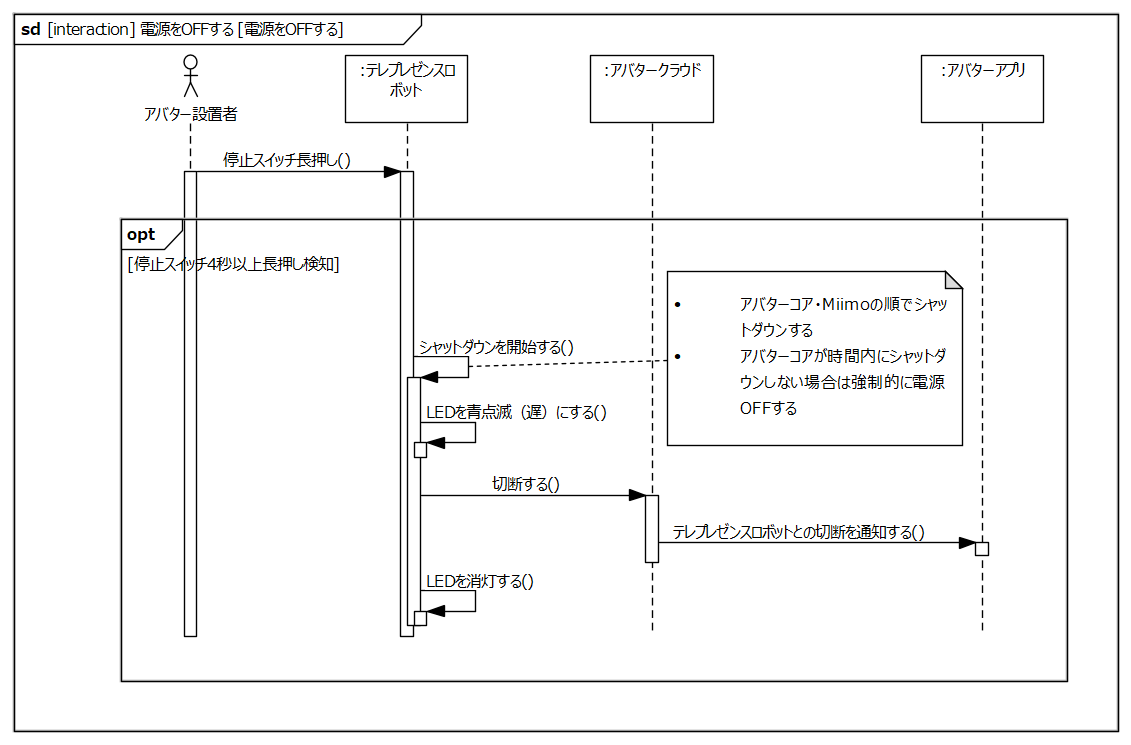 sd [interaction] 電源をOFFする [電源をOFFする]
アバター設置者
:テレプレゼンスロ
ボット
:アバタークラウド
:アバターアプリ
停止スイッチ長押し()
opt
[停止スイッチ4秒以上長押し検知]
• アバターコア・Miimoの順でシャッ
トダウンする
• アバターコアが時間内にシャットダ
ウンしない場合は強制的に電源
OFFする
シャットダウンを開始する()
LEDを青点滅（遅）にする()
切断する()
テレプレゼンスロボットとの切断を通知する()
LEDを消灯する()